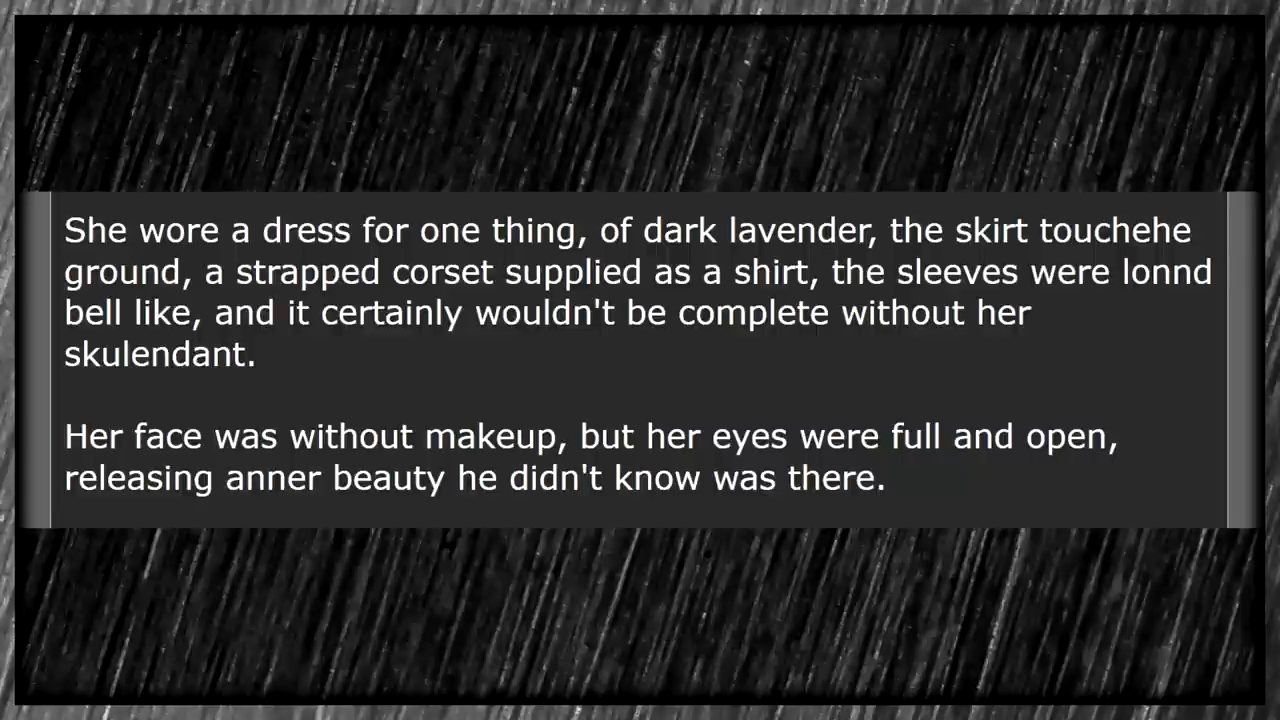 She wore a dress for one thing, of dark lavender, the skirt touchehe
ground, a strapped corset supplied as a shirt, the sleeves were lonnd
bell like, and it certainly wouldn't be complete without her
skulendant.
Her face was without makeup, but her eyes were full and open,
releasing anner beauty he didn't know was there.